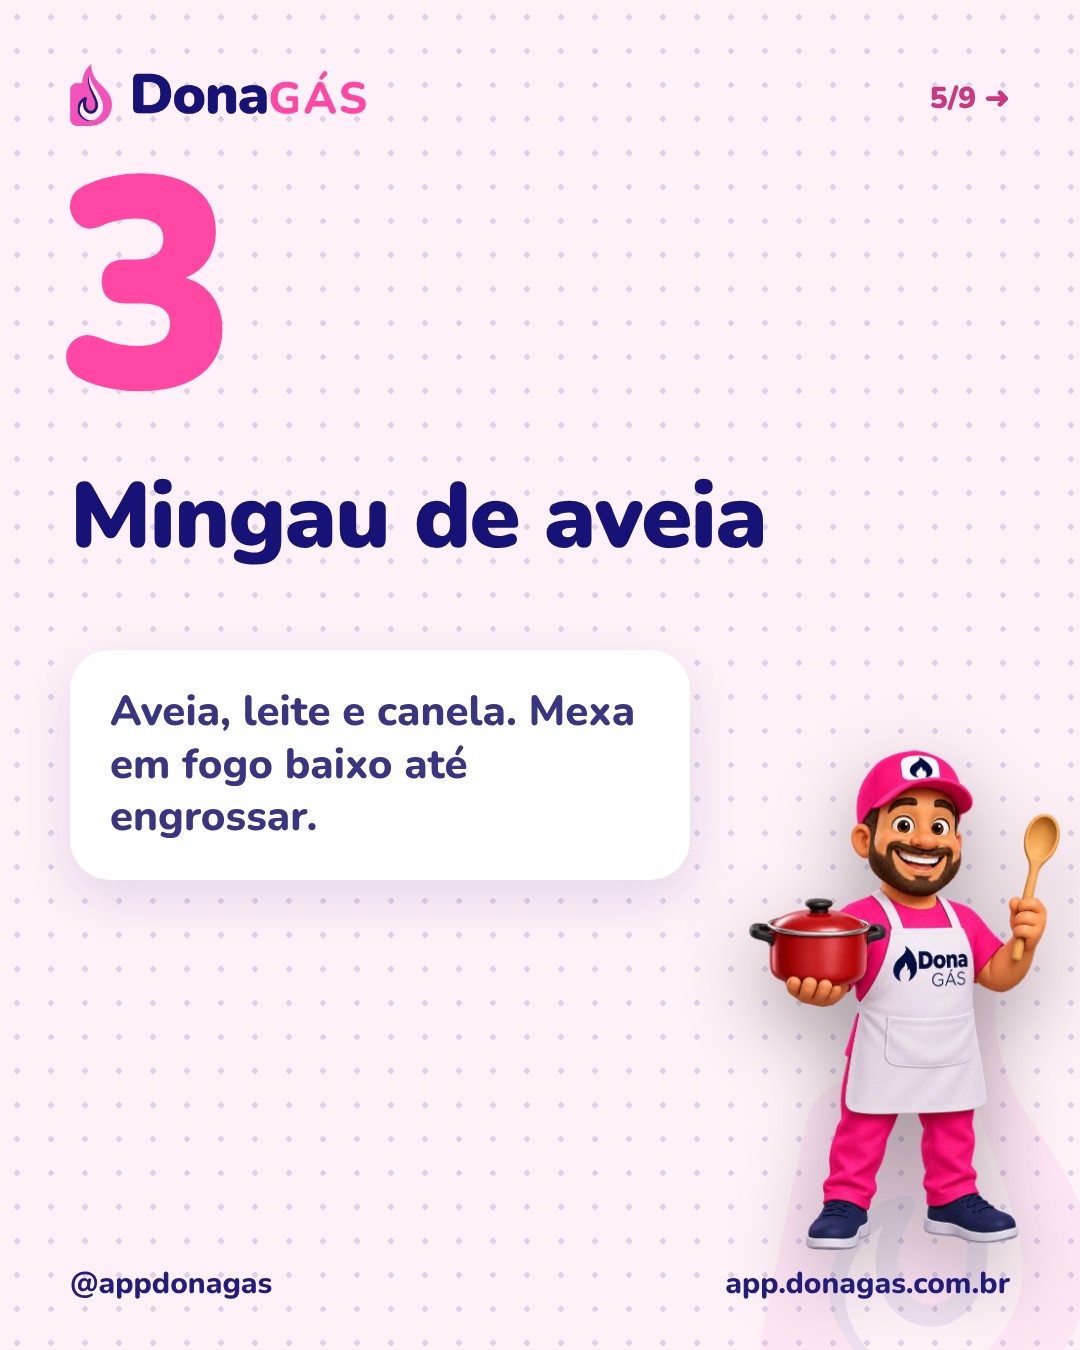 DonaGÁS
5/9 →
3
Mingau de aveia
Aveia, leite e canela. Mexa
em fogo baixo até
engrossar.
Dona
GÁS
@appdonagas
app.donagas.com.br